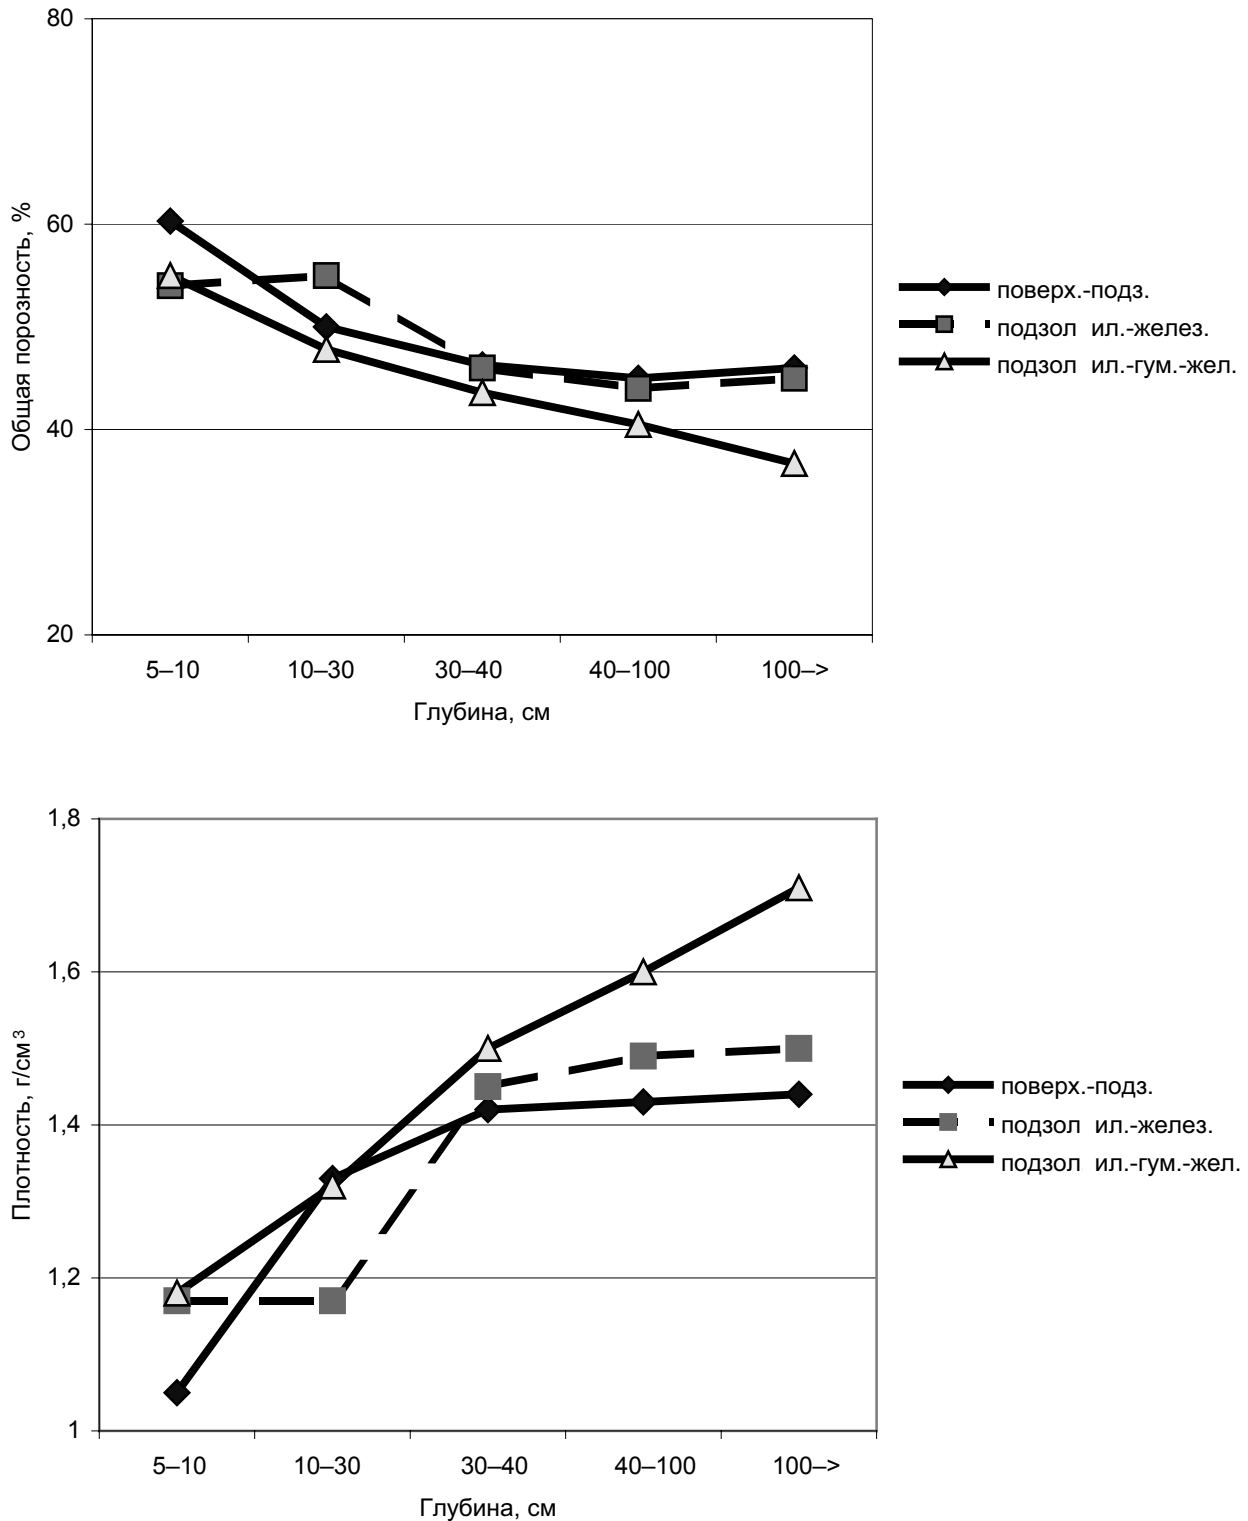 80
60
40
20
Общая порозность, %
5–10 10–30 30–40 40–100 100–>
Глубина, см
поверх.-подз.
подзол ил.-желез.
подзол ил.-гум.-жел.
1,8
1,6
1,4
1,2
1
Плотность, г/см³
5–10 10–30 30–40 40–100 100–>
Глубина, см
поверх.-подз.
подзол ил.-желез.
подзол ил.-гум.-жел.